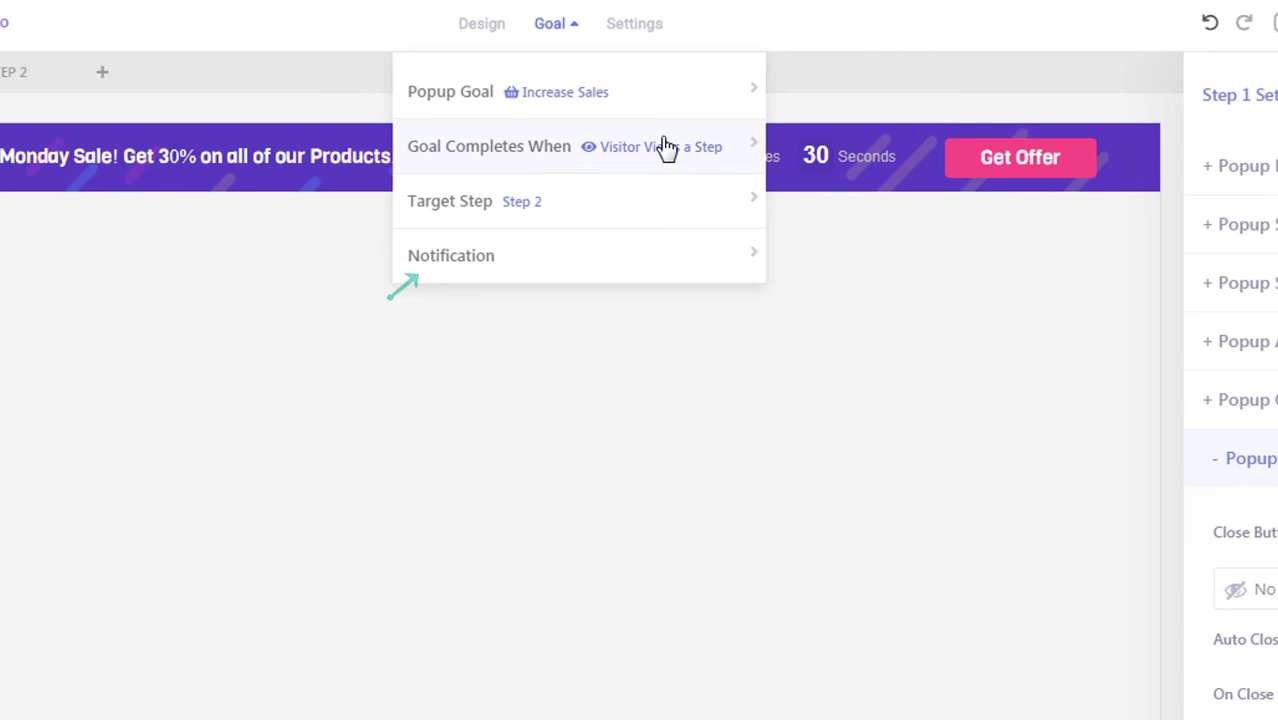 o
Design Goal Settings
EP 2 +
Popup Goal Increase Sales
Goal Completes When Visitor a Step
Target Step Step 2
Notification
Monday Sale! Get 30% on all of our Products,
es 30 Seconds
Get Offer
Step 1 Set
+ Popup
+ Popup S
+ Popup S
+ Popup A
+ Popup
- Popup
Close But
No
Auto Clos
On Close